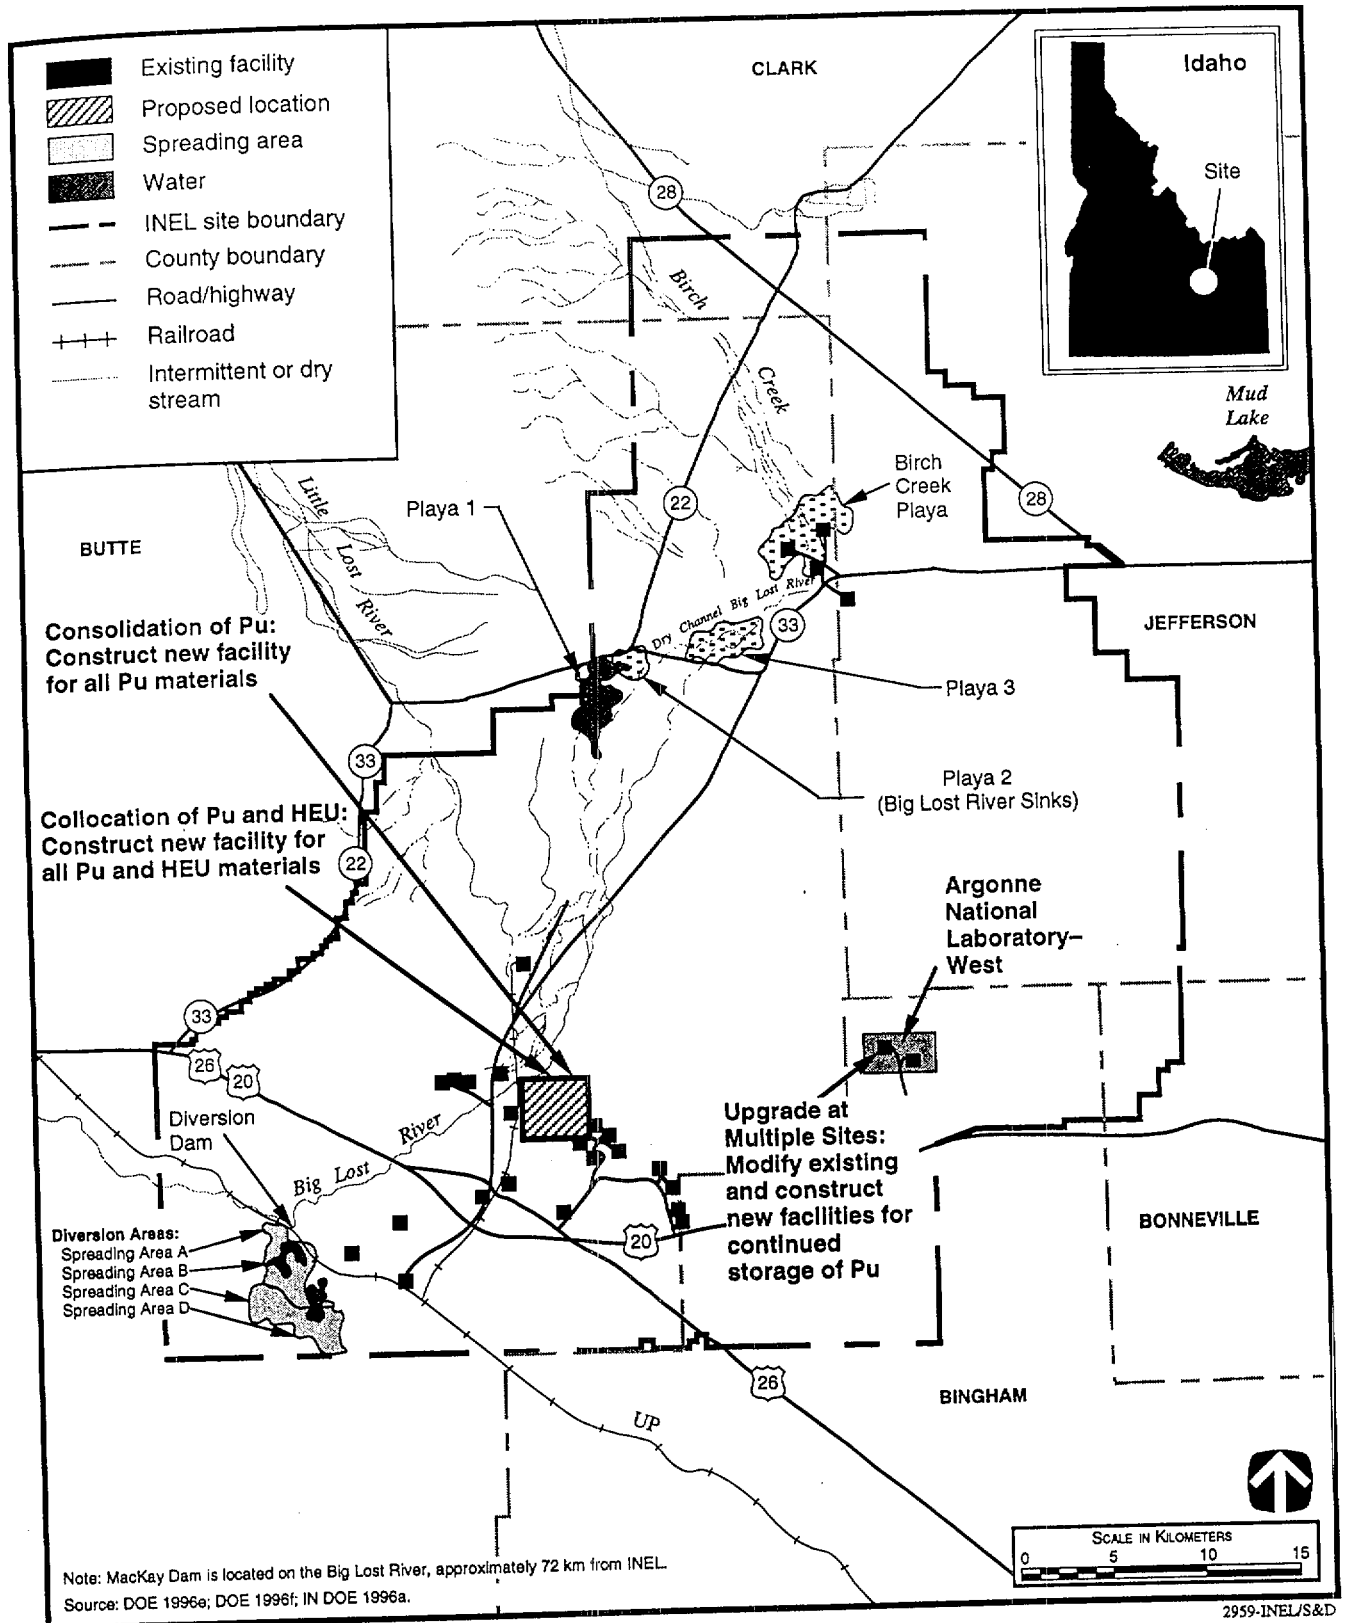 Existing facility
Proposed location
Spreading area
Water
INEL site boundary
County boundary
Road/highway
Railroad
Intermittent or dry
stream
CLARK
Idaho
Site
28
Birch
Creek
Mud
Lake
22
Birch
Creek
Playa
28
Little
Lost
River
Playa 1
BUTTE
Dry Channel Big Lost River
33
JEFFERSON
Consolidation of Pu:
Construct new facility
for all Pu materials
Playa 3
33
Playa 2
(Big Lost River Sinks)
Collocation of Pu and HEU:
Construct new facility for
all Pu and HEU materials
22
Argonne
National
Laboratory–
West
33
26
20
Diversion
Dam
Big Lost River
Upgrade at
Multiple Sites:
Modify existing
and construct
new facilities for
continued
storage of Pu
Diversion Areas:
Spreading Area A
Spreading Area B
Spreading Area C
Spreading Area D
20
BONNEVILLE
26
BINGHAM
UP
SCALE IN KILOMETERS
0 5 10 15
Note: MacKay Dam is located on the Big Lost River, approximately 72 km from INEL.
Source: DOE 1996e; DOE 1996f; IN DOE 1996a.
2959-INEL/S&D